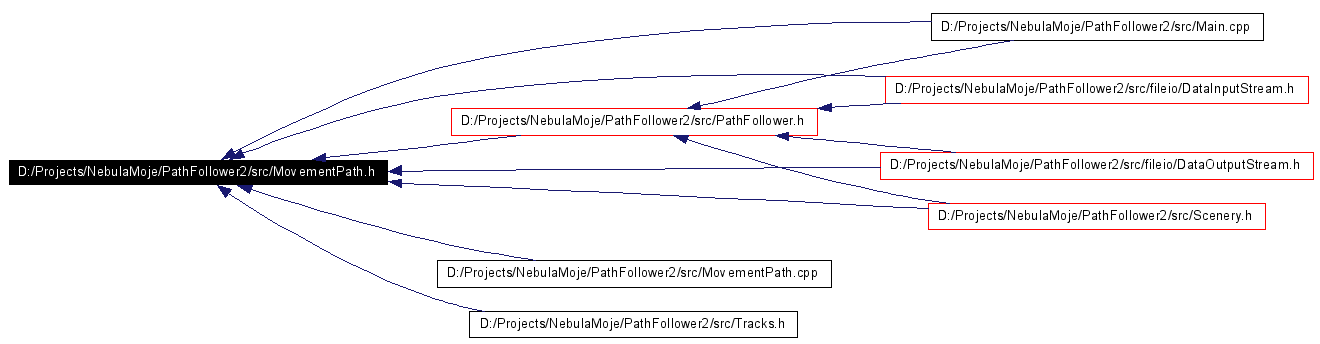 D:/Projects/NebulaMoje/PathFollower2/src/Main.cpp
D:/Projects/NebulaMoje/PathFollower2/src/fileio/DataInputStream.h
D:/Projects/NebulaMoje/PathFollower2/src/PathFollower.h
D:/Projects/NebulaMoje/PathFollower2/src/MovementPath.h
D:/Projects/NebulaMoje/PathFollower2/src/fileio/DataOutputStream.h
D:/Projects/NebulaMoje/PathFollower2/src/Scenery.h
D:/Projects/NebulaMoje/PathFollower2/src/MovementPath.cpp
D:/Projects/NebulaMoje/PathFollower2/src/Tracks.h